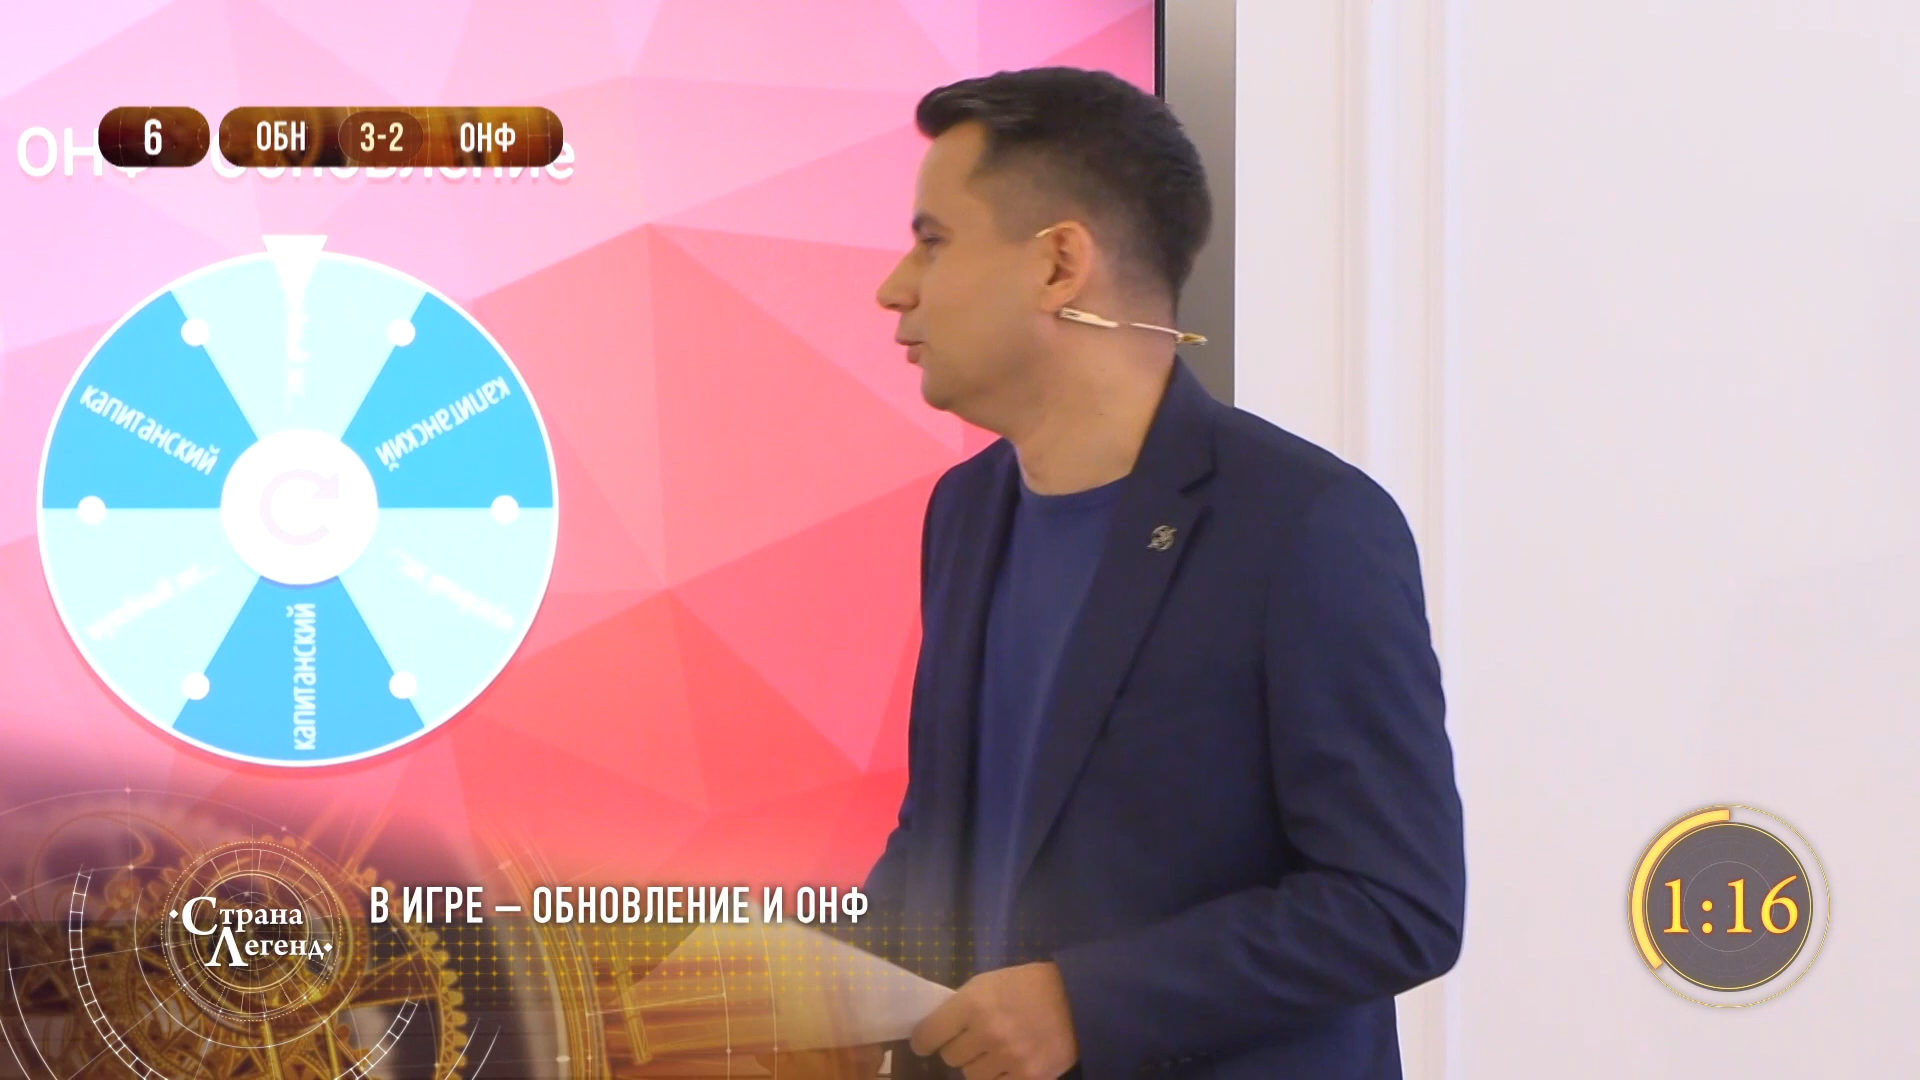 6 ОБН 3-2 ОНФ
капитанский
капитанский
капитанский
Страна
Легенд
В ИГРЕ – ОБНОВЛЕНИЕ И ОНФ
1:16